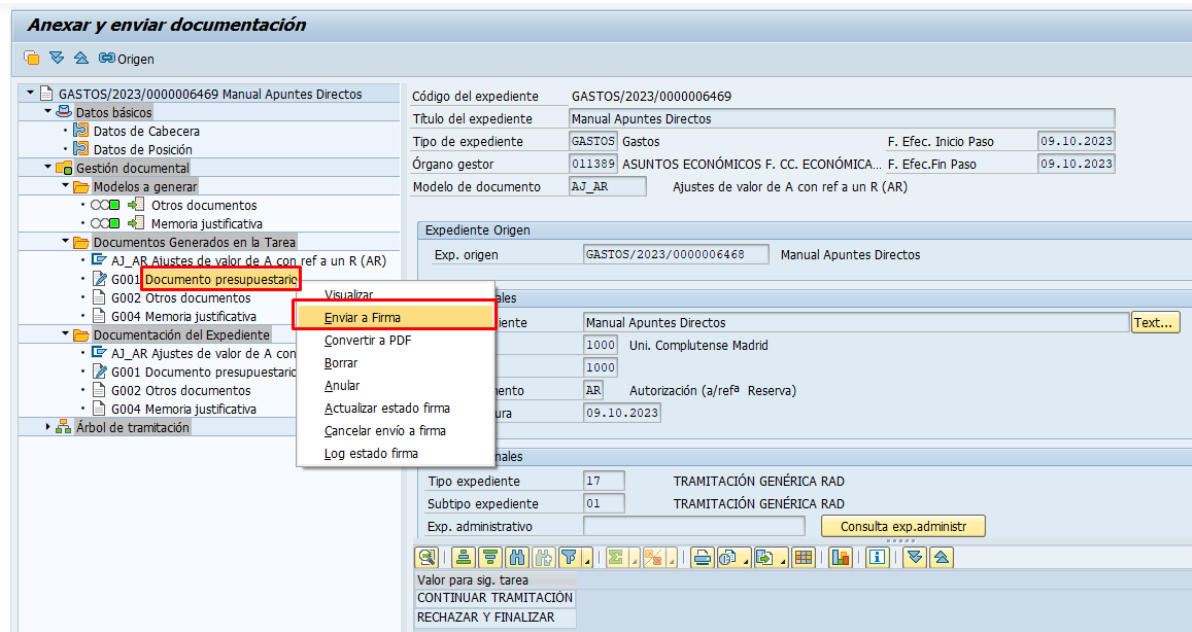 Anexar y enviar documentación
Origen
GASTOS/2023/0000006469 Manual Apuntes Directos
Datos básicos
Datos de Cabecera
Datos de Posición
Gestión documental
Modelos a generar
Otros documentos
Memoria justificativa
Documentos Generados en la Tarea
AJ_AR Ajustes de valor de A con ref a un R (AR)
G001 Documento presupuestario
G002 Otros documentos
G004 Memoria justificativa
Documentación del Expediente
AJ_AR Ajustes de valor de A con
G001 Documento presupuestario
G002 Otros documentos
G004 Memoria justificativa
Árbol de tramitación
Visualizar
Enviar a Firma
Convertir a PDF
Borrar
Anular
Actualizar estado firma
Cancelar envío a firma
Log estado firma
Código del expediente GASTOS/2023/0000006469
Título del expediente Manual Apuntes Directos
Tipo de expediente GASTOS Gastos F. Efec. Inicio Paso 09.10.2023
Órgano gestor 011389 ASUNTOS ECONÓMICOS F. CC. ECONÓMICA... F. Efec.Fin Paso 09.10.2023
Modelo de documento AJ_AR Ajustes de valor de A con ref a un R (AR)
Expediente Origen
Exp. origen GASTOS/2023/0000006468 Manual Apuntes Directos
ales
iente Manual Apuntes Directos Text...
1000 Uni. Complutense Madrid
1000
ento AR Autorización (a/refª Reserva)
ura 09.10.2023
nales
Tipo expediente 17 TRAMITACIÓN GENÉRICA RAD
Subtipo expediente 01 TRAMITACIÓN GENÉRICA RAD
Exp. administrativo Consulta exp.administr
Valor para sig. tarea
CONTINUAR TRAMITACIÓN
RECHAZAR Y FINALIZAR